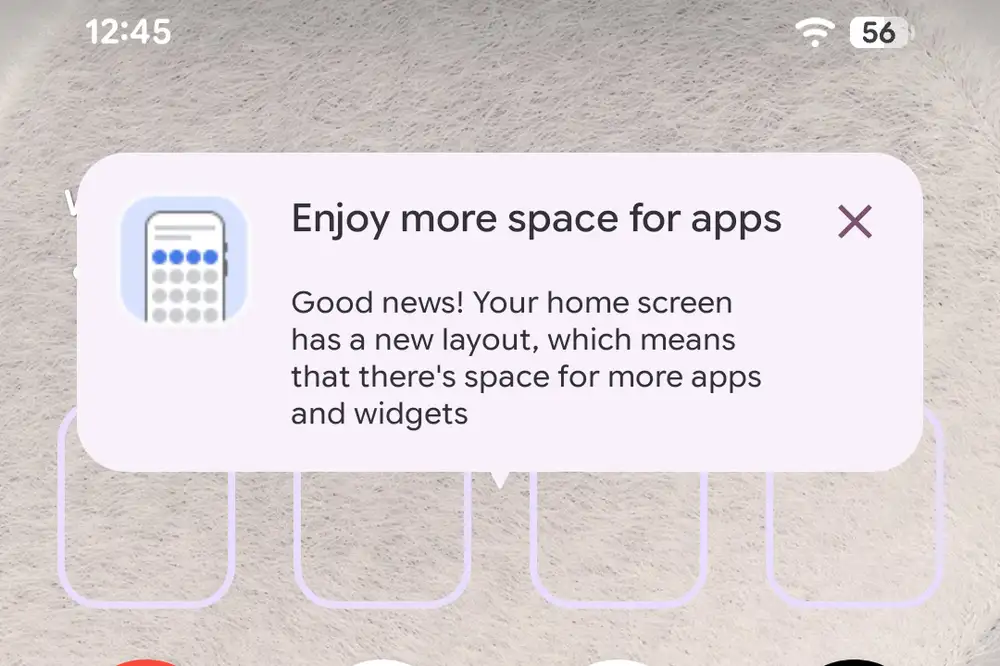 12:45
56
Enjoy more space for apps
Good news! Your home screen
has a new layout, which means
that there's space for more apps
and widgets